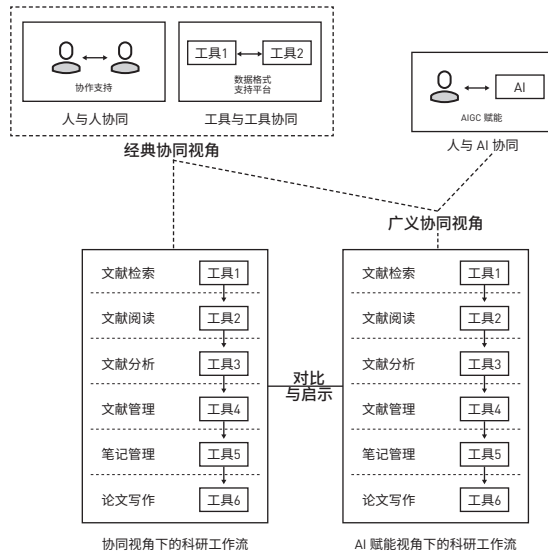 工具1
工具2
协作支持
数据格式
支持平台
人与人协同
工具与工具协同
经典协同视角
AI
AIGC 赋能
人与 AI 协同
广义协同视角
文献检索
工具1
文献阅读
工具2
文献分析
工具3
文献管理
工具4
笔记管理
工具5
论文写作
工具6
协同视角下的科研工作流
对比
与启示
文献检索
工具1
文献阅读
工具2
文献分析
工具3
文献管理
工具4
笔记管理
工具5
论文写作
工具6
AI 赋能视角下的科研工作流